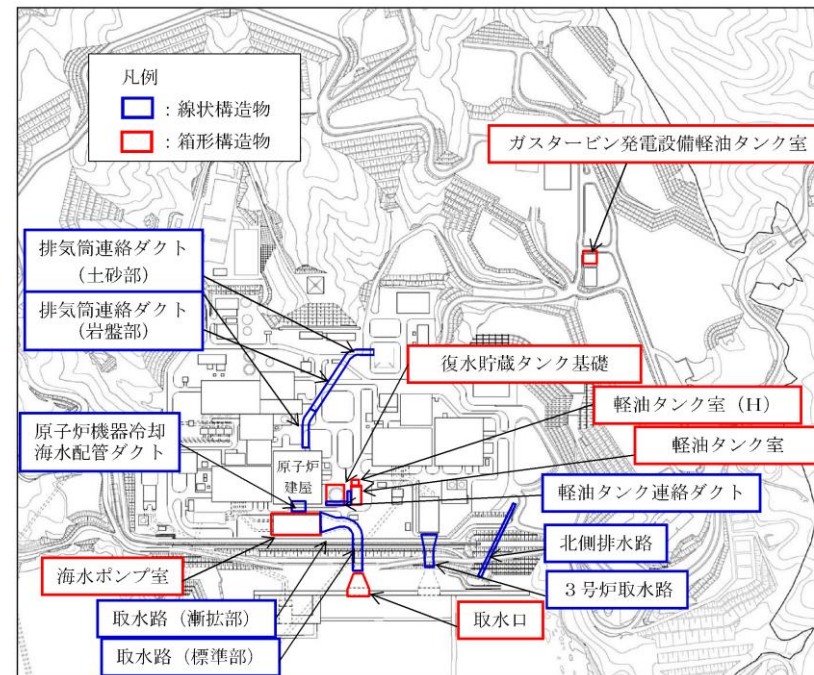 凡例
：線状構造物
：箱形構造物
ガスタービン発電設備軽油タンク室
排気筒連絡ダクト
（土砂部）
排気筒連絡ダクト
（岩盤部）
復水貯蔵タンク基礎
軽油タンク室（H）
原子炉機器冷却
海水配管ダクト
軽油タンク室
原子炉
建屋
軽油タンク連絡ダクト
北側排水路
海水ポンプ室
３号炉取水路
取水路（漸拡部）
取水口
取水路（標準部）